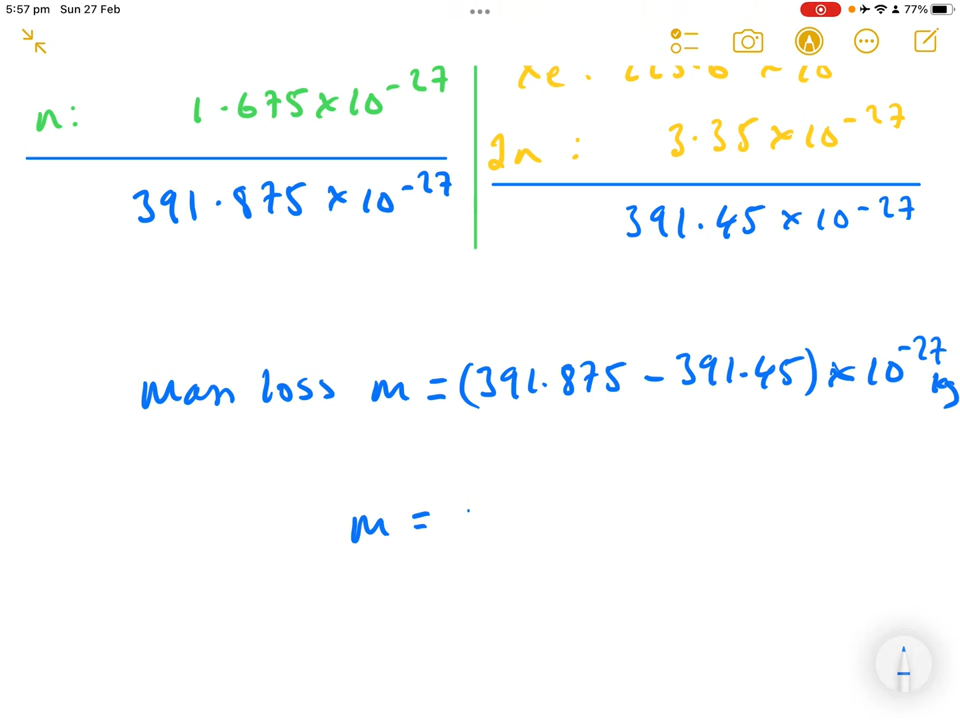 5:57 pm Sun 27 Feb
77%
n: 1.675 × 10⁻²⁷
391.875 × 10⁻²⁷
2n : 3.35 × 10⁻²⁷
391.45 × 10⁻²⁷
mass loss m = (391.875 − 391.45) × 10⁻²⁷ kg
m =